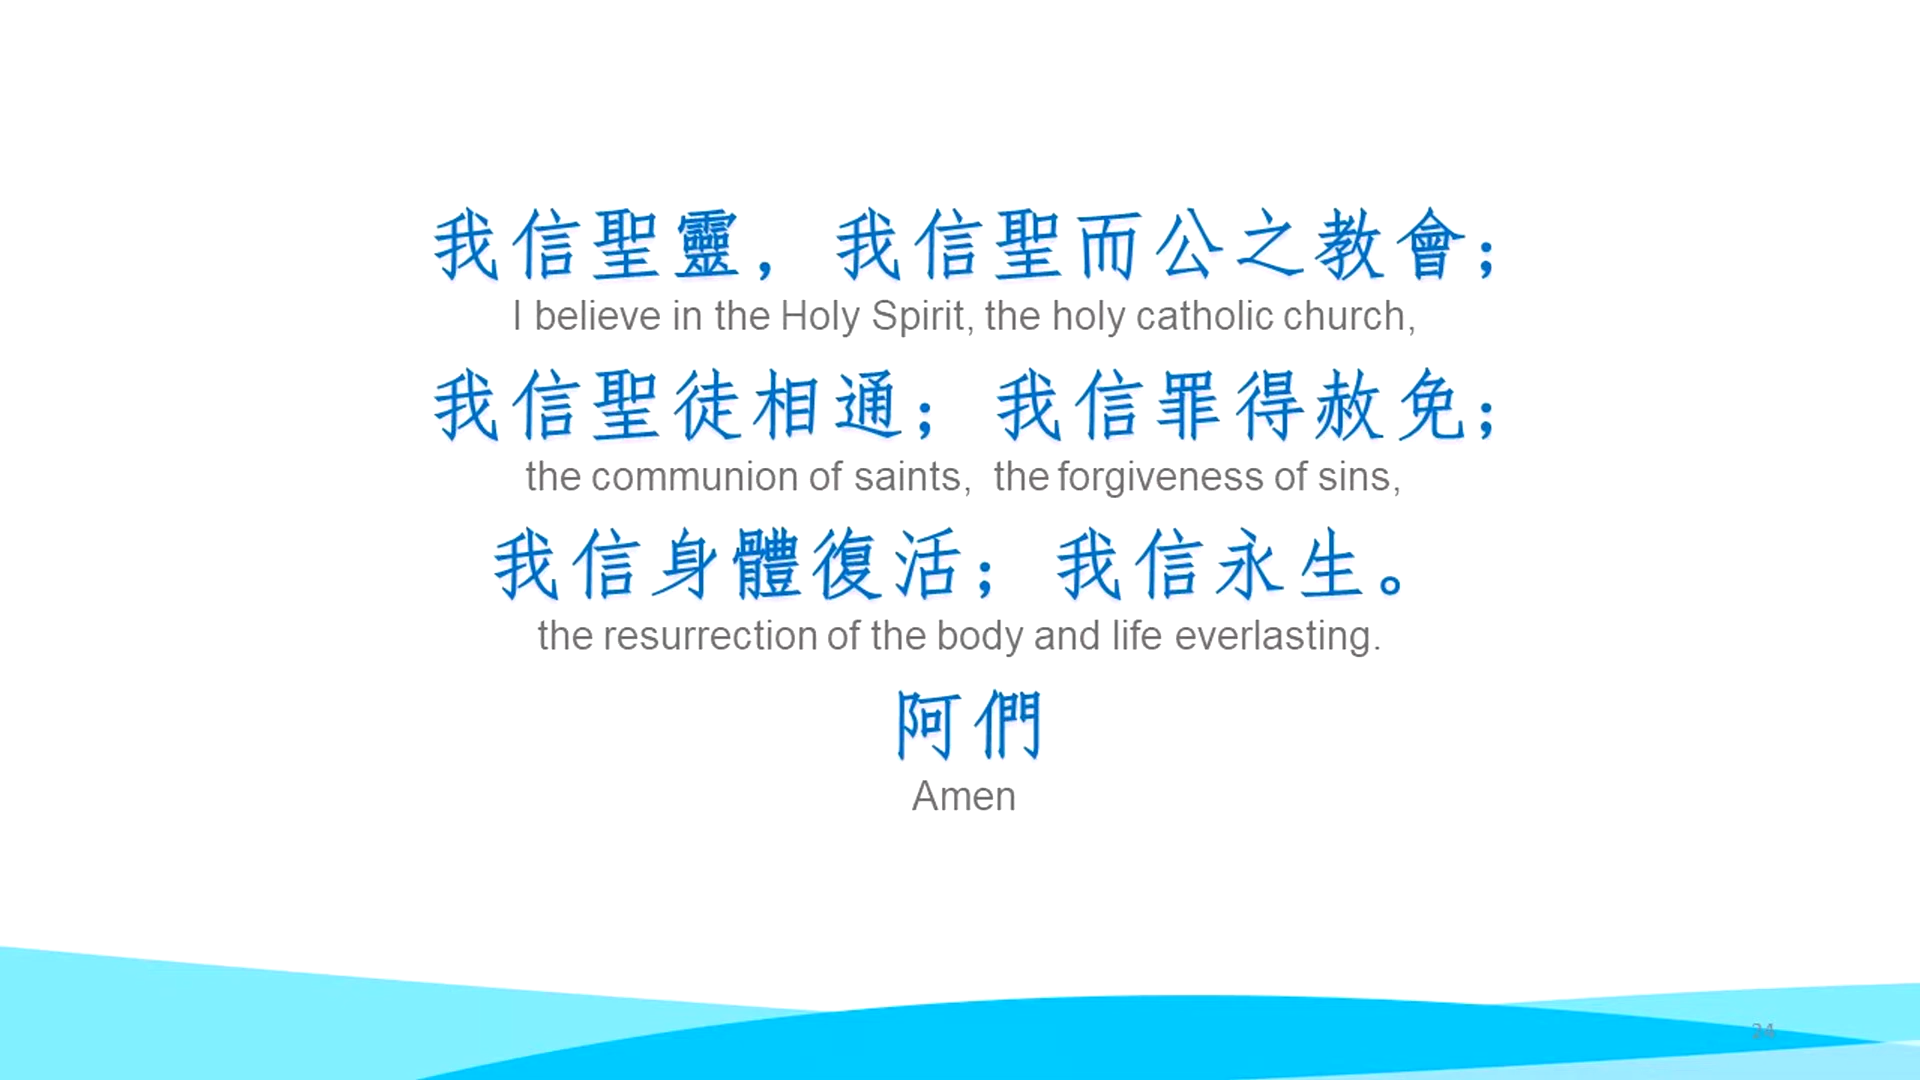 我信聖靈，我信聖而公之教會；
I believe in the Holy Spirit, the holy catholic church,
我信聖徒相通；我信罪得赦免；
the communion of saints,  the forgiveness of sins,
我信身體復活；我信永生。
the resurrection of the body and life everlasting.
阿們
Amen
24